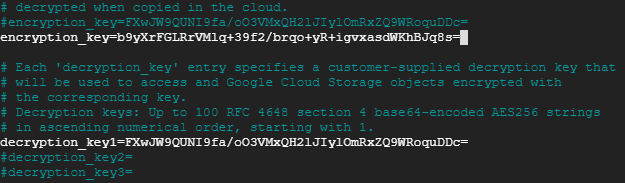 # decrypted when copied in the cloud.
#encryption_key=FXwJW9QUNI9fa/oO3VMxQH2lJIylOmRxZQ9WRoquDDc=
encryption_key=b9yXrFGLRrVMlq+39f2/brqo+yR+igvxasdWKhBJq8s=
# Each 'decryption_key' entry specifies a customer-supplied decryption key that
# will be used to access and Google Cloud Storage objects encrypted with
# the corresponding key.
# Decryption keys: Up to 100 RFC 4648 section 4 base64-encoded AES256 strings
# in ascending numerical order, starting with 1.
decryption_key1=FXwJW9QUNI9fa/oO3VMxQH2lJIylOmRxZQ9WRoquDDc=
#decryption_key2=
#decryption_key3=